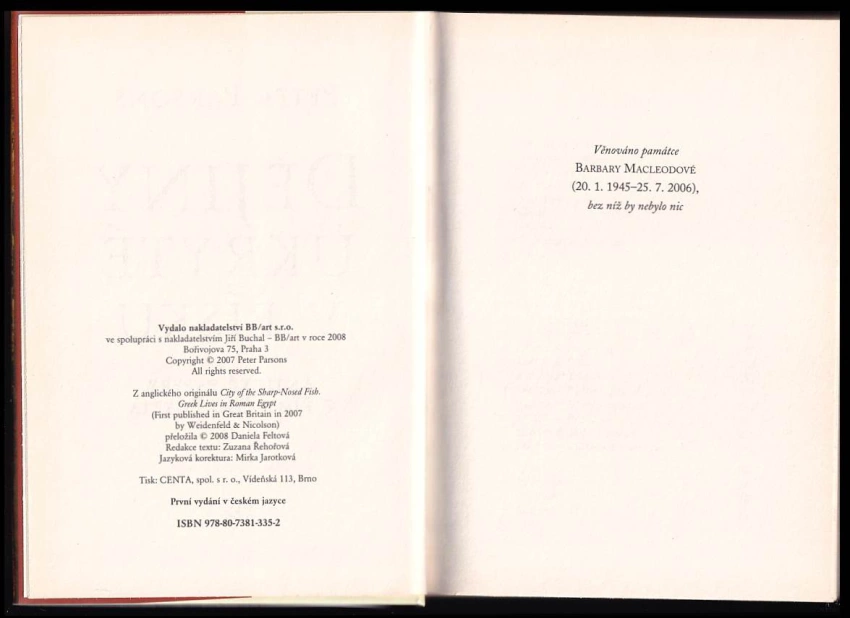 Vydalo nakladatelství BB/art s.r.o.
ve spolupráci s nakladatelstvím Jiří Buchal – BB/art v roce 2008
Bořivojova 75, Praha 3
Copyright © 2007 Peter Parsons
All rights reserved.
Z anglického originálu City of the Sharp-Nosed Fish.
Greek Lives in Roman Egypt
(First published in Great Britain in 2007
by Weidenfeld & Nicolson)
přeložila © 2008 Daniela Feltová
Redakce textu: Zuzana Řehořová
Jazyková korektura: Mirka Jarotková
Tisk: CENTA, spol. s r. o., Vídeňská 113, Brno
První vydání v českém jazyce
ISBN 978-80-7381-335-2
Věnováno památce
BARBARY MACLEODOVÉ
(20. 1. 1945–25. 7. 2006),
bez níž by nebylo nic